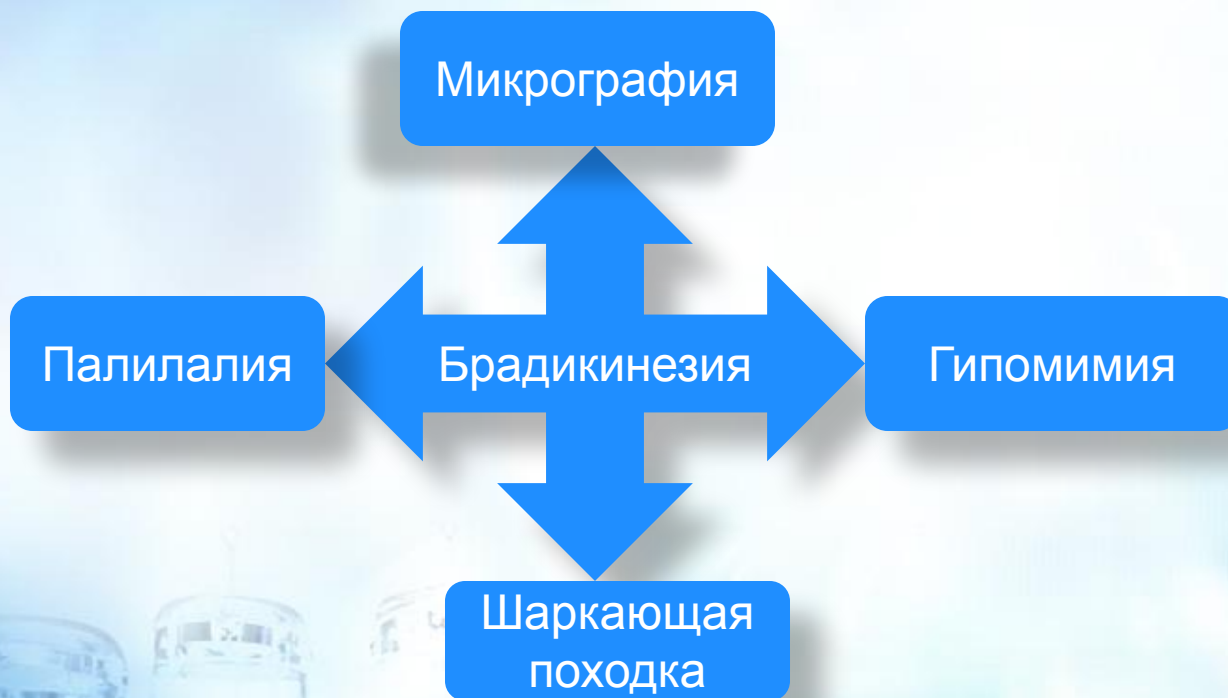 Микрография
Палилалия
Брадикинезия
Гипомимия
Шаркающая
походка